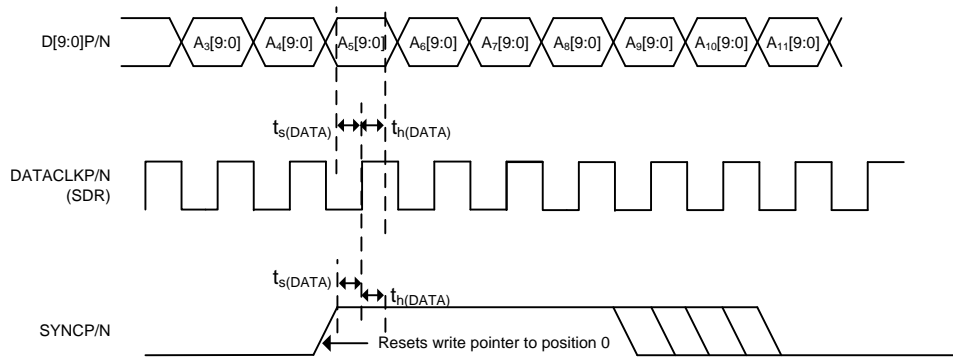 D[9:0]P/N
A3[9:0] A4[9:0] A5[9:0] A6[9:0] A7[9:0] A8[9:0] A9[9:0] A10[9:0] A11[9:0]
ts(DATA) th(DATA)
DATACLKP/N
(SDR)
ts(DATA)
th(DATA)
SYNCP/N
Resets write pointer to position 0